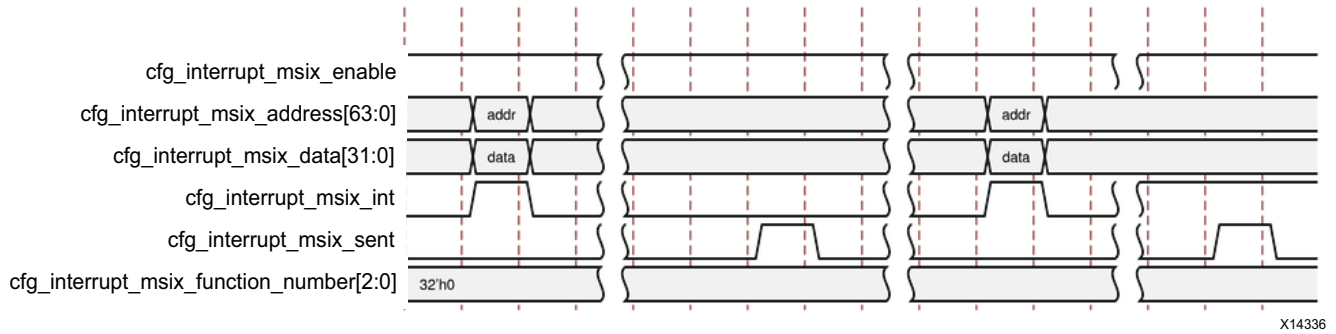 cfg_interrupt_msix_enable
cfg_interrupt_msix_address[63:0] addr addr
cfg_interrupt_msix_data[31:0] data data
cfg_interrupt_msix_int
cfg_interrupt_msix_sent
cfg_interrupt_msix_function_number[2:0] 32'h0
X14336